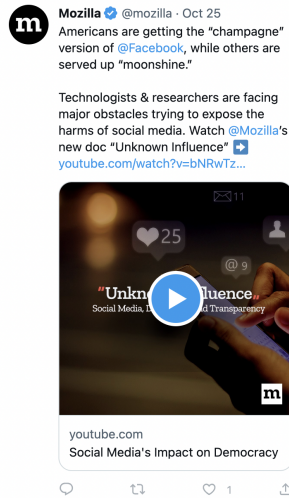 m
Mozilla @mozilla · Oct 25
Americans are getting the “champagne”
version of @Facebook, while others are
served up “moonshine.”
Technologists & researchers are facing
major obstacles trying to expose the
harms of social media. Watch @Mozilla’s
new doc “Unknown Influence” ➡️
youtube.com/watch?v=bNRwTz...
11
25
@ 9
“Unkn fluence„
Social Media, nd Transparency
m
youtube.com
Social Media's Impact on Democracy
1